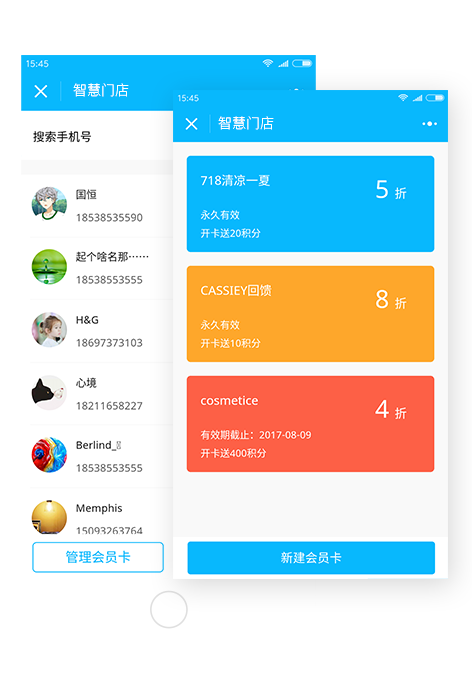 15:45
智慧门店
搜索手机号
国恒
18538535590
起个啥名那……
18538553555
H&G
18697373103
心境
18211658227
Berlind_
18538553555
Memphis
15093263764
管理会员卡
15:45
智慧门店
718清凉一夏
5 折
永久有效
开卡送20积分
CASSIEY回馈
8 折
永久有效
开卡送10积分
cosmetice
4 折
有效期截止：2017-08-09
开卡送400积分
新建会员卡